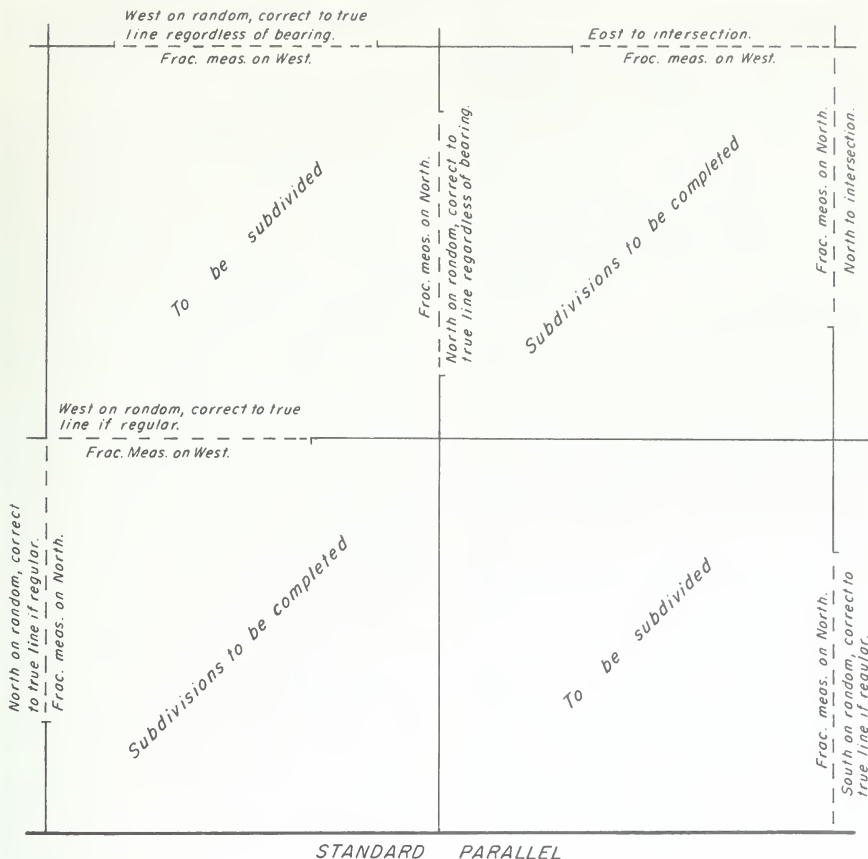 West on random, correct to true
line regardless of bearing.
Frac. meas. on West.
East to intersection.
Frac. meas. on West.
To be subdivided
Frac. meas. on North.
North on random, correct to
true line regardless of bearing.
Subdivisions to be completed
Frac. meas. on North.
North to intersection.
West on random, correct to true
line if regular.
Frac. Meas. on West.
North on random, correct
to true line if regular.
Frac. meas. on North.
Subdivisions to be completed
To be subdivided
Frac. meas. on North.
South on random, correct to
true line if regular.
STANDARD PARALLEL